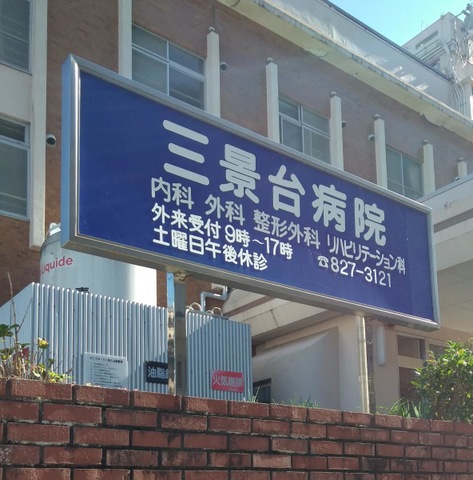 三景台病院
内科 外科 整形外科 リハビリテーション科
外来受付9時〜17時
土曜日午後休診
☎827-3121
iquide
火気厳禁